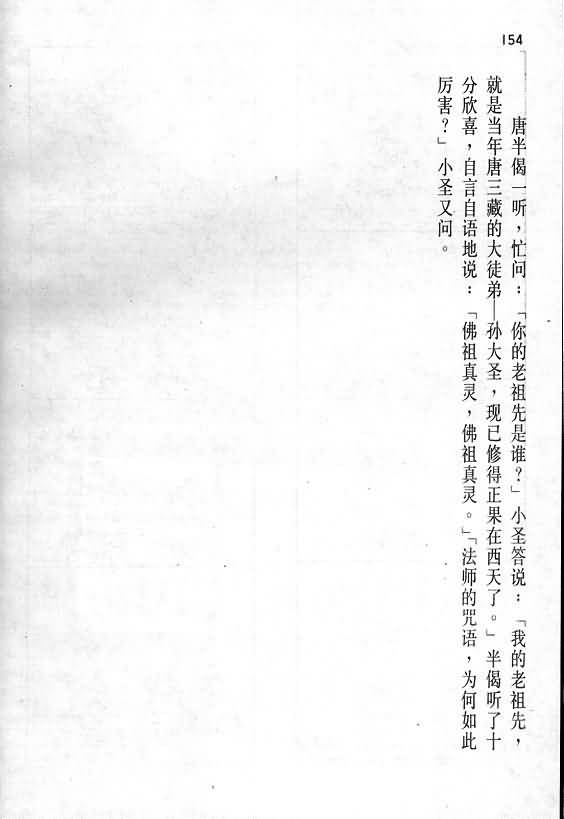 154
唐半偈一听，忙问：「你的老祖先是谁？」小圣答说：「我的老祖先，
就是当年唐三藏的大徒弟—孙大圣，现已修得正果在西天了。」半偈听了十
分欣喜，自言自语地说：「佛祖真灵，佛祖真灵。」「法师的咒语，为何如此
厉害？」小圣又问。